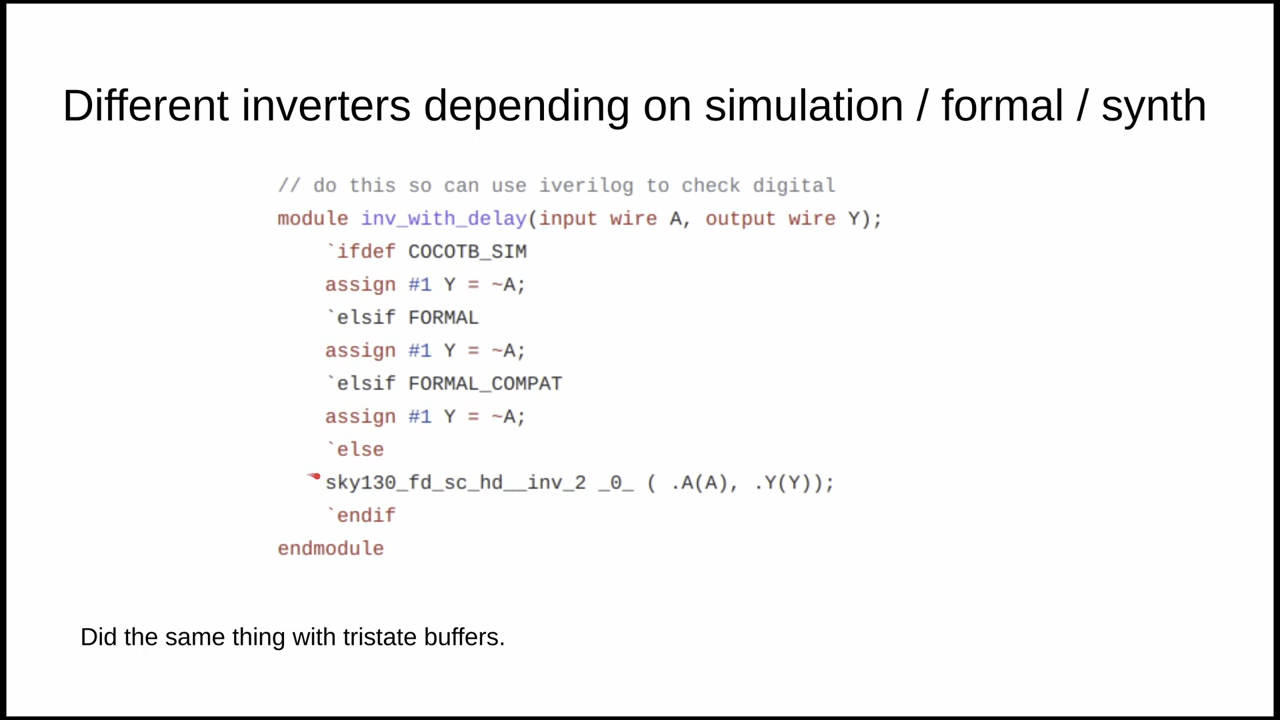 Different inverters depending on simulation / formal / synth
// do this so can use iverilog to check digital
module inv_with_delay(input wire A, output wire Y);
`ifdef COCOTB_SIM
assign #1 Y = ~A;
`elsif FORMAL
assign #1 Y = ~A;
`elsif FORMAL_COMPAT
assign #1 Y = ~A;
`else
sky130_fd_sc_hd__inv_2 _0_ ( .A(A), .Y(Y));
`endif
endmodule
Did the same thing with tristate buffers.